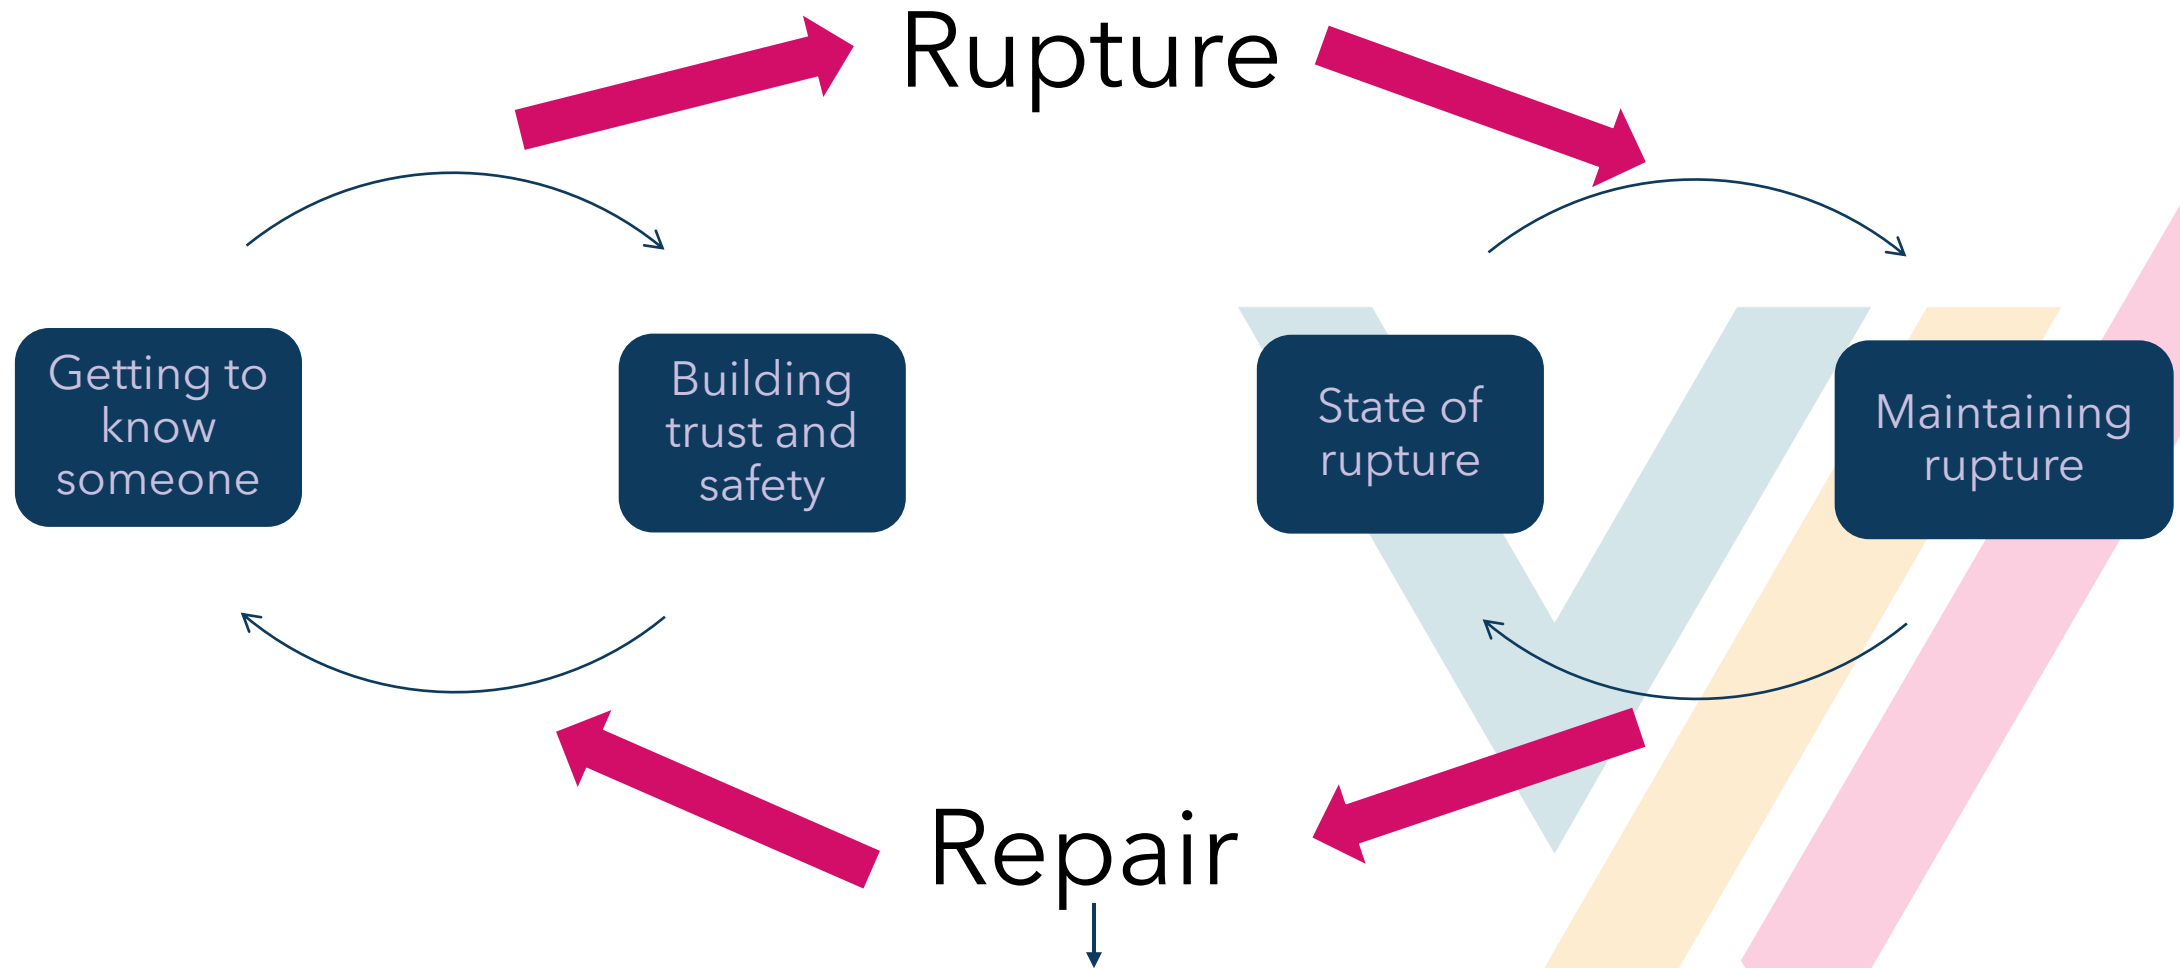 Rupture
Getting to
know
someone
Building
trust and
safety
State of
rupture
Maintaining
rupture
Repair